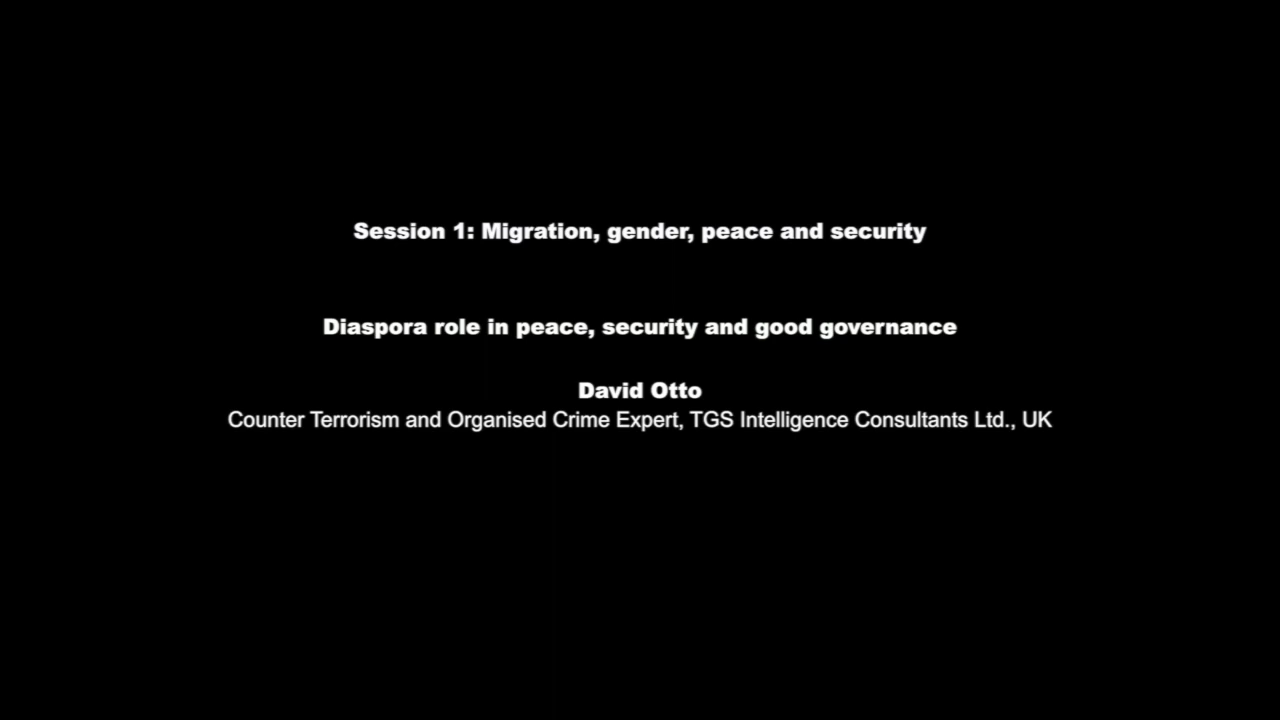 Session 1: Migration, gender, peace and security
Diaspora role in peace, security and good governance
David Otto
Counter Terrorism and Organised Crime Expert, TGS Intelligence Consultants Ltd., UK